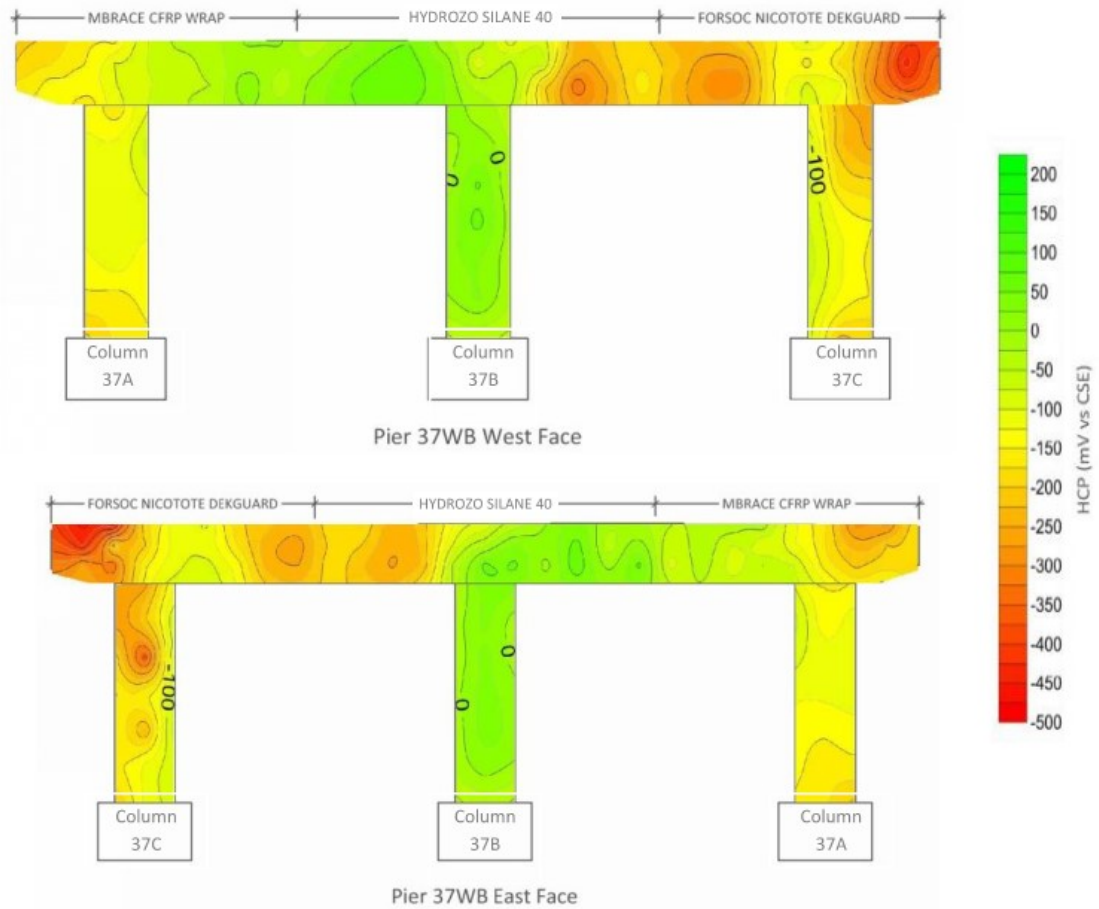 MBRACE CFRP WRAP
HYDROZO SILANE 40
FORSOC NICOTOTE DEKGUARD
0
0
-100
Column
37A
Column
37B
Column
37C
Pier 37WB West Face
200
150
100
50
0
-50
-100
-150
-200
-250
-300
-350
-400
-450
-500
HCP (mV vs CSE)
FORSOC NICOTOTE DEKGUARD
HYDROZO SILANE 40
MBRACE CFRP WRAP
-100
0
0
Column
37C
Column
37B
Column
37A
Pier 37WB East Face